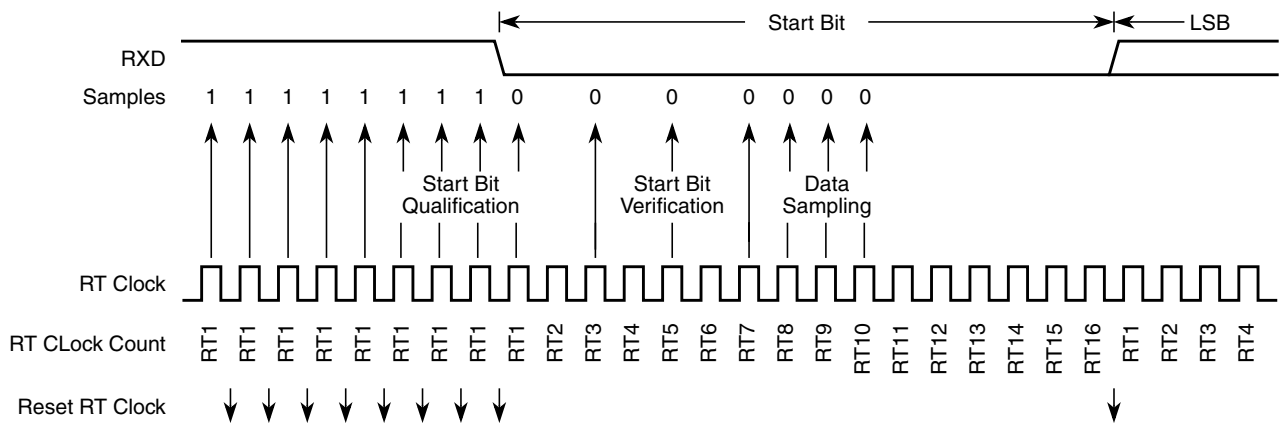 Start Bit LSB
RXD
Samples 1 1 1 1 1 1 1 1 0 0 0 0 0 0 0
Start Bit Start Bit Data
Qualification Verification Sampling
RT Clock
RT CLock Count RT1 RT1 RT1 RT1 RT1 RT1 RT1 RT1 RT1 RT2 RT3 RT4 RT5 RT6 RT7 RT8 RT9 RT10 RT11 RT12 RT13 RT14 RT15 RT16 RT1 RT2 RT3 RT4
Reset RT Clock